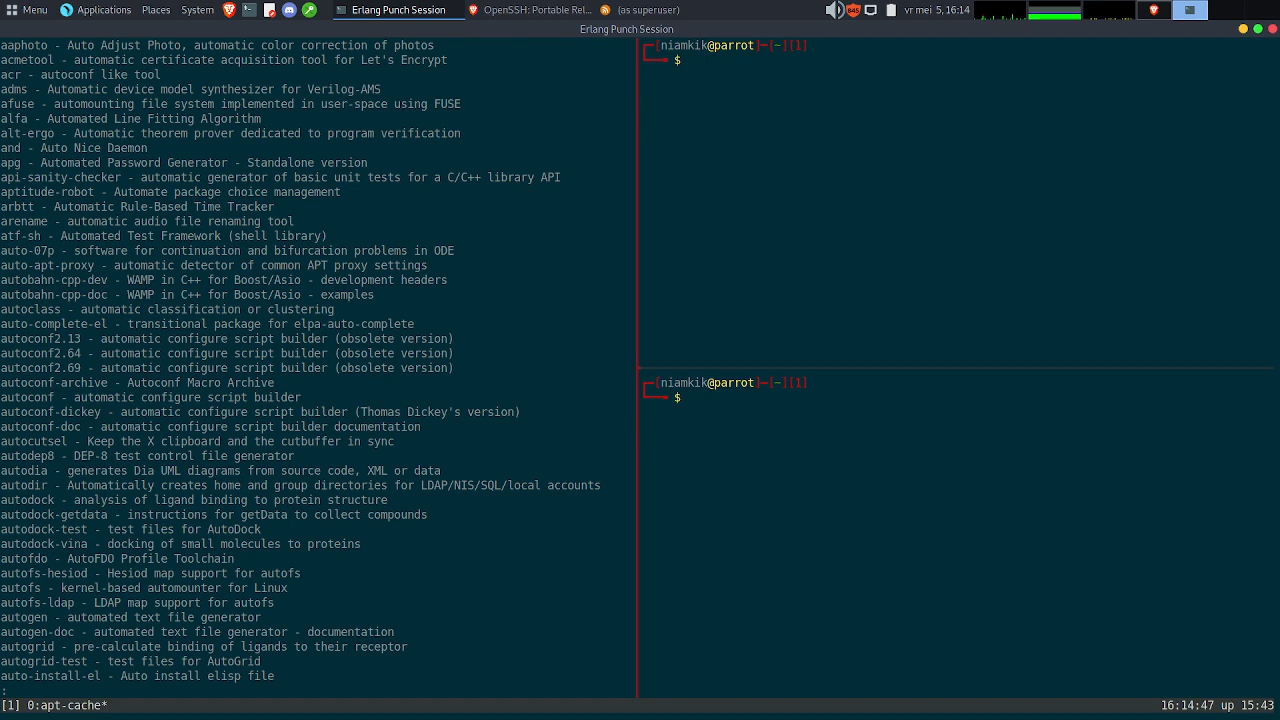 Menu Applications Places System Erlang Punch Session OpenSSH: Portable Rel... (as superuser) 845 vr mei 5, 16:14
Erlang Punch Session
aaphoto - Auto Adjust Photo, automatic color correction of photos
acmetool - automatic certificate acquisition tool for Let's Encrypt
acr - autoconf like tool
adms - Automatic device model synthesizer for Verilog-AMS
afuse - automounting file system implemented in user-space using FUSE
alfa - Automated Line Fitting Algorithm
alt-ergo - Automatic theorem prover dedicated to program verification
and - Auto Nice Daemon
apg - Automated Password Generator - Standalone version
api-sanity-checker - automatic generator of basic unit tests for a C/C++ library API
aptitude-robot - Automate package choice management
arbtt - Automatic Rule-Based Time Tracker
arename - automatic audio file renaming tool
atf-sh - Automated Test Framework (shell library)
auto-07p - software for continuation and bifurcation problems in ODE
auto-apt-proxy - automatic detector of common APT proxy settings
autobahn-cpp-dev - WAMP in C++ for Boost/Asio - development headers
autobahn-cpp-doc - WAMP in C++ for Boost/Asio - examples
autoclass - automatic classification or clustering
auto-complete-el - transitional package for elpa-auto-complete
autoconf2.13 - automatic configure script builder (obsolete version)
autoconf2.64 - automatic configure script builder (obsolete version)
autoconf2.69 - automatic configure script builder (obsolete version)
autoconf-archive - Autoconf Macro Archive
autoconf - automatic configure script builder
autoconf-dickey - automatic configure script builder (Thomas Dickey's version)
autoconf-doc - automatic configure script builder documentation
autocutsel - Keep the X clipboard and the cutbuffer in sync
autodep8 - DEP-8 test control file generator
autodia - generates Dia UML diagrams from source code, XML or data
autodir - Automatically creates home and group directories for LDAP/NIS/SQL/local accounts
autodock - analysis of ligand binding to protein structure
autodock-getdata - instructions for getData to collect compounds
autodock-test - test files for AutoDock
autodock-vina - docking of small molecules to proteins
autofdo - AutoFDO Profile Toolchain
autofs-hesiod - Hesiod map support for autofs
autofs - kernel-based automounter for Linux
autofs-ldap - LDAP map support for autofs
autogen - automated text file generator
autogen-doc - automated text file generator - documentation
autogrid - pre-calculate binding of ligands to their receptor
autogrid-test - test files for AutoGrid
auto-install-el - Auto install elisp file
:
┌─[niamkik@parrot]─[~][1]
└──╼ $
┌─[niamkik@parrot]─[~][1]
└──╼ $
[1] 0:apt-cache* 16:14:47 up 15:43